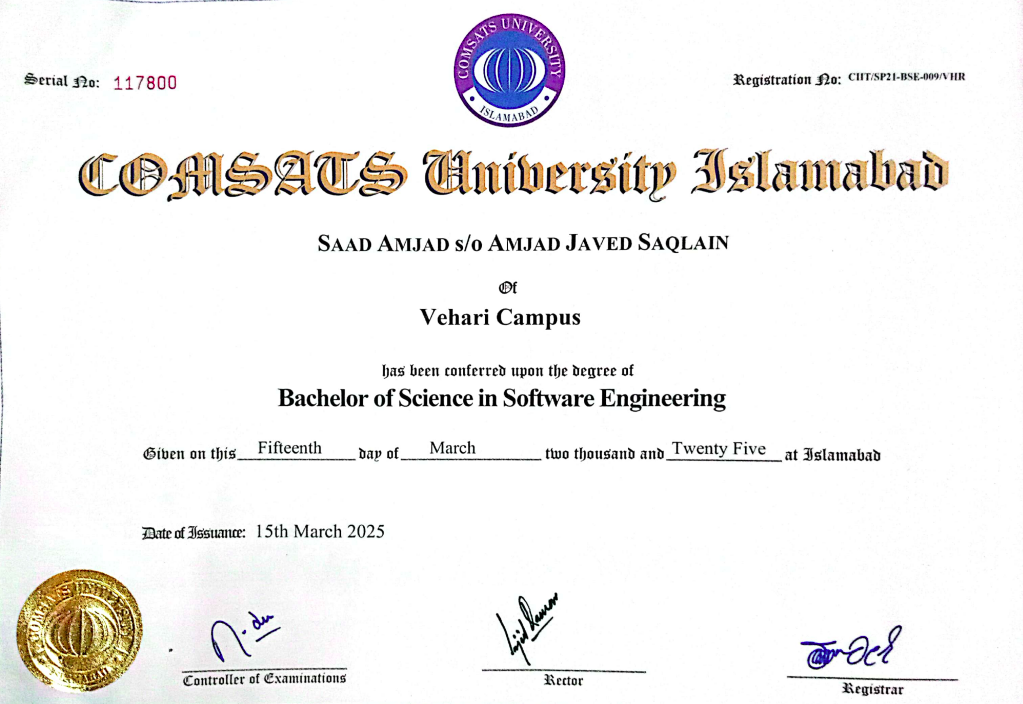 COMSATS UNIVERSITY
ISLAMABAD
Serial No: 117800
Registration No: CIIT/SP21-BSE-009/VHR
COMSATS University Islamabad
SAAD AMJAD s/o AMJAD JAVED SAQLAIN
Of
Vehari Campus
has been conferred upon the degree of
Bachelor of Science in Software Engineering
Given on this Fifteenth day of March two thousand and Twenty Five at Islamabad
Date of Issuance: 15th March 2025
COMSATS UNIVERSITY
ISLAMABAD
Controller of Examinations
Rector
Registrar